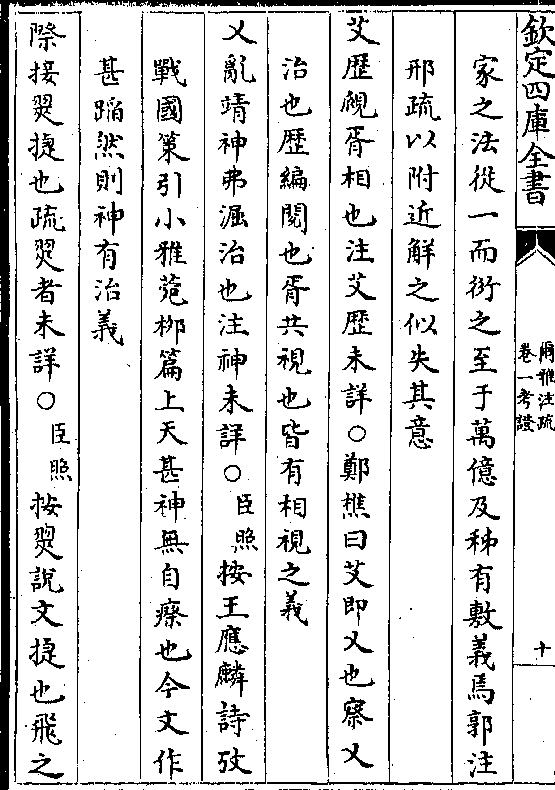 欽定四庫全書
爾雅注疏
卷一考證
十
家之法從一而衍之至于萬億及秭有敷義焉郭注
邢疏以附近解之似失其意
艾歷覛胥相也注艾歷未詳○鄭樵曰艾即乂也察乂
治也歷編閱也胥共視也皆有相視之義
乂亂靖神弗淈治也注神未詳○臣照按王應麟詩攷
戰國策引小雅菀栁篇上天甚神無自瘵也今文作
甚蹈然則神有治義
際接翜捷也疏翜者未詳○臣照按翜說文捷也飛之